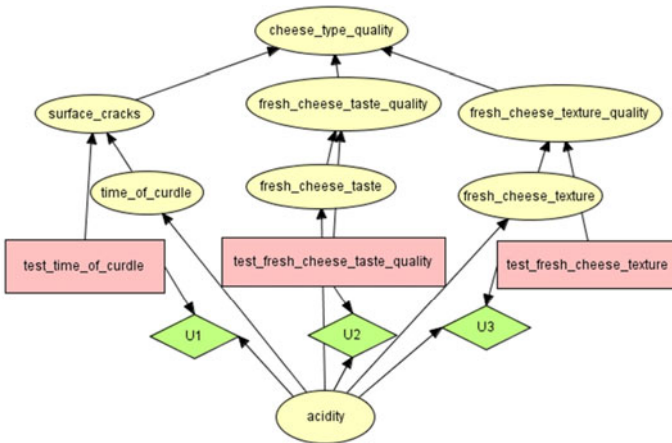 cheese_type_quality
surface_cracks
fresh_cheese_taste_quality
fresh_cheese_texture_quality
time_of_curdle
fresh_cheese_taste
fresh_cheese_texture
test_time_of_curdle
test_fresh_cheese_taste_quality
test_fresh_cheese_texture
U1
U2
U3
acidity